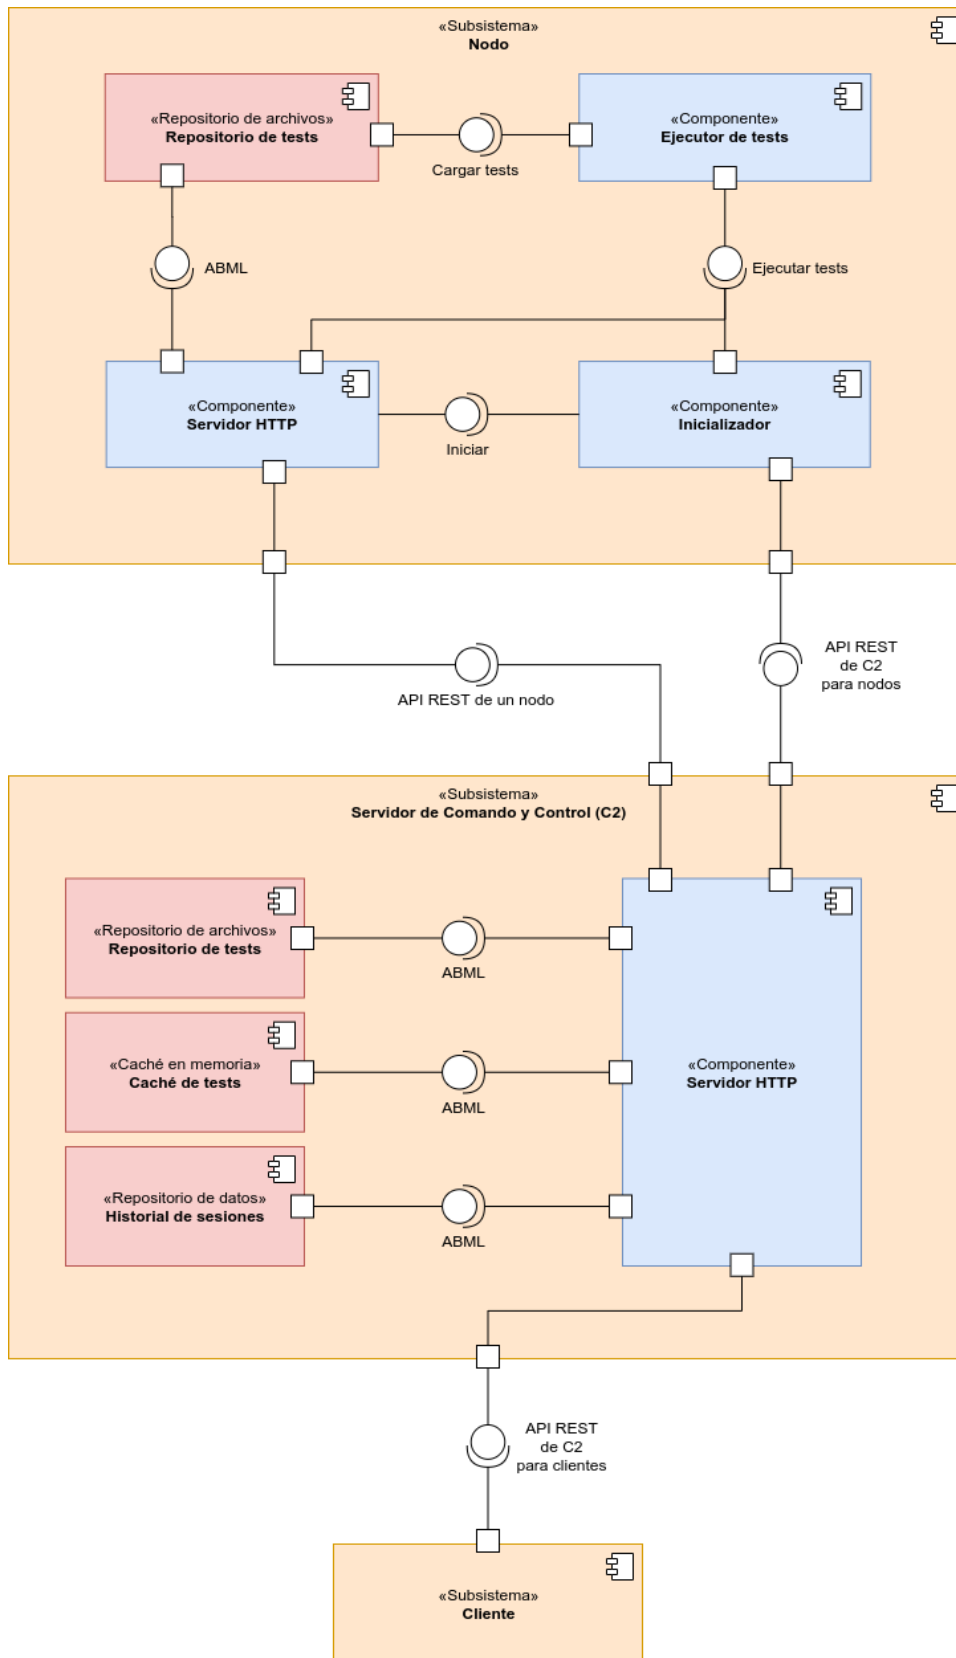 «Subsistema»
Nodo
«Repositorio de archivos»
Repositorio de tests
Cargar tests
«Componente»
Ejecutor de tests
ABML
Ejecutar tests
«Componente»
Servidor HTTP
Iniciar
«Componente»
Inicializador
API REST de un nodo
API REST
de C2
para nodos
«Subsistema»
Servidor de Comando y Control (C2)
«Repositorio de archivos»
Repositorio de tests
ABML
«Caché en memoria»
Caché de tests
ABML
«Componente»
Servidor HTTP
«Repositorio de datos»
Historial de sesiones
ABML
API REST
de C2
para clientes
«Subsistema»
Cliente